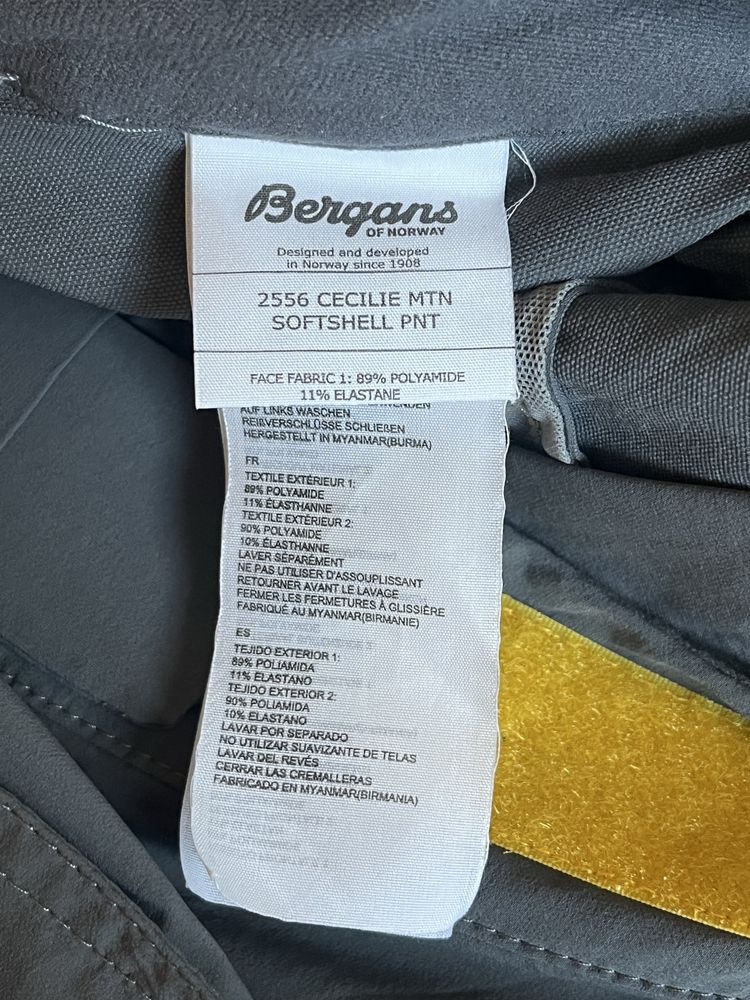 Bergans
OF NORWAY
Designed and developed
in Norway since 1908
2556 CECILIE MTN
SOFTSHELL PNT
FACE FABRIC 1: 89% POLYAMIDE
11% ELASTANE
AUF LINKS WASCHEN
REIßVERSCHLÜSSE SCHLIEßEN
HERGESTELLT IN MYANMAR(BURMA)
FR
TEXTILE EXTÉRIEUR 1:
89% POLYAMIDE
11% ÉLASTHANNE
TEXTILE EXTÉRIEUR 2:
90% POLYAMIDE
10% ÉLASTHANNE
LAVER SÉPARÉMENT
NE PAS UTILISER D'ASSOUPLISSANT
RETOURNER AVANT LE LAVAGE
FERMER LES FERMETURES À GLISSIÈRE
FABRIQUÉ AU MYANMAR(BIRMANIE)
ES
TEJIDO EXTERIOR 1:
89% POLIAMIDA
11% ELASTANO
TEJIDO EXTERIOR 2:
90% POLIAMIDA
10% ELASTANO
LAVAR POR SEPARADO
NO UTILIZAR SUAVIZANTE DE TELAS
LAVAR DEL REVÉS
CERRAR LAS CREMALLERAS
FABRICADO EN MYANMAR(BIRMANIA)